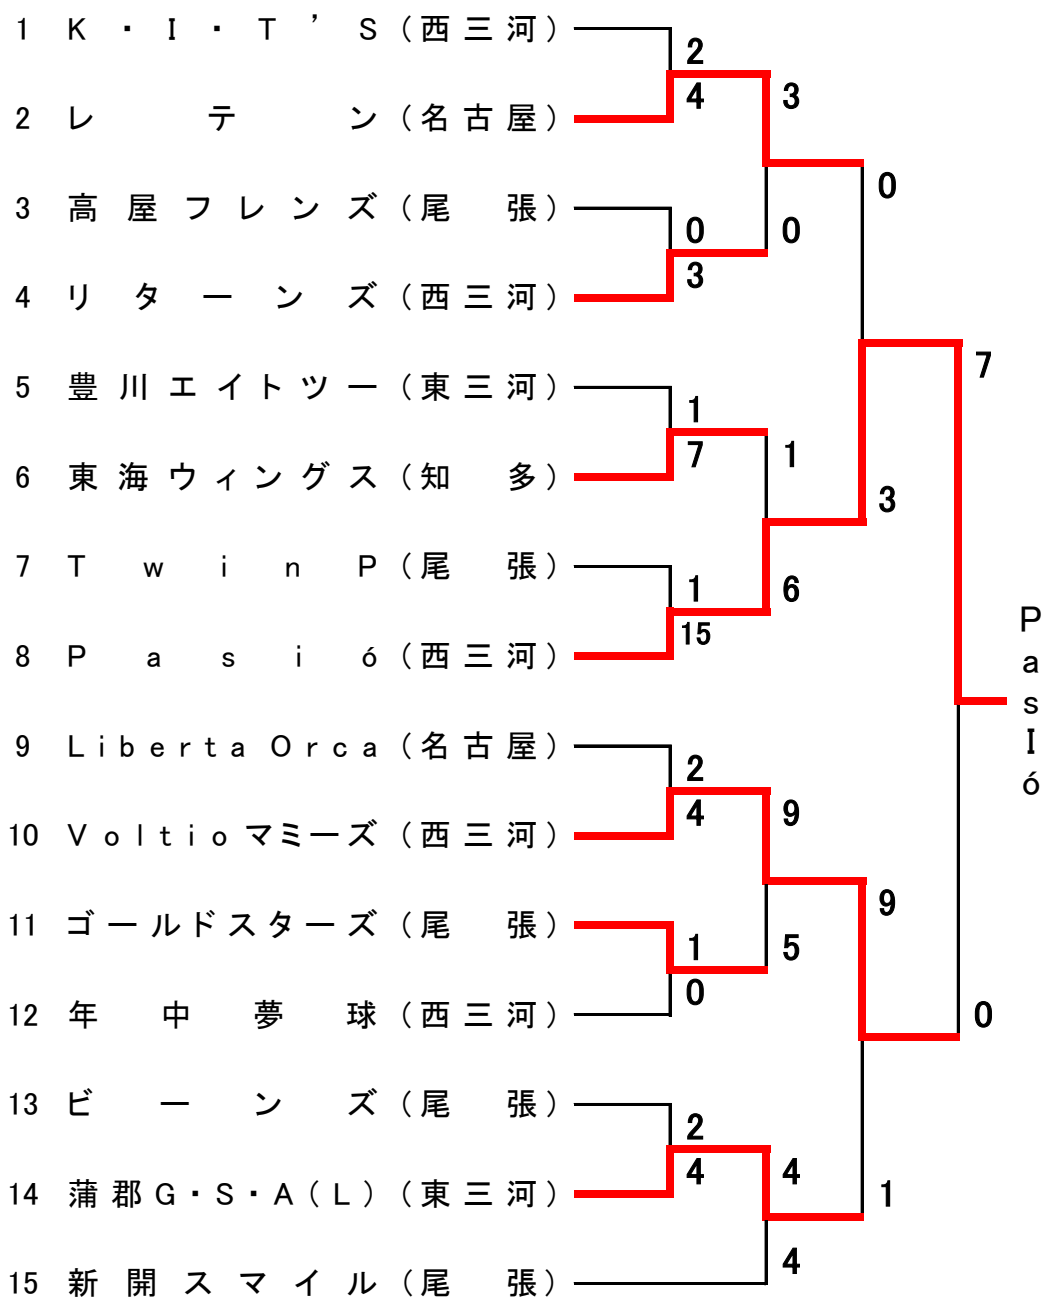 1 K・I・T’S(西三河)
2
4
3
2 レテン(名古屋)
0
3 高屋フレンズ(尾張)
0
0
3
4 リターンズ(西三河)
7
5 豊川エイトツー(東三河)
1
7
1
6 東海ウィングス(知多)
3
7 TwinP(尾張)
1
6
15
8 Pasió(西三河)
PasIó
9 Liberta Orca(名古屋)
2
4
9
10 Voltioマミーズ(西三河)
9
11 ゴールドスターズ(尾張)
1
5
0
12 年中夢球(西三河)
0
13 ビーンズ(尾張)
2
4
4
14 蒲郡G・S・A(L)(東三河)
1
4
15 新開スマイル(尾張)